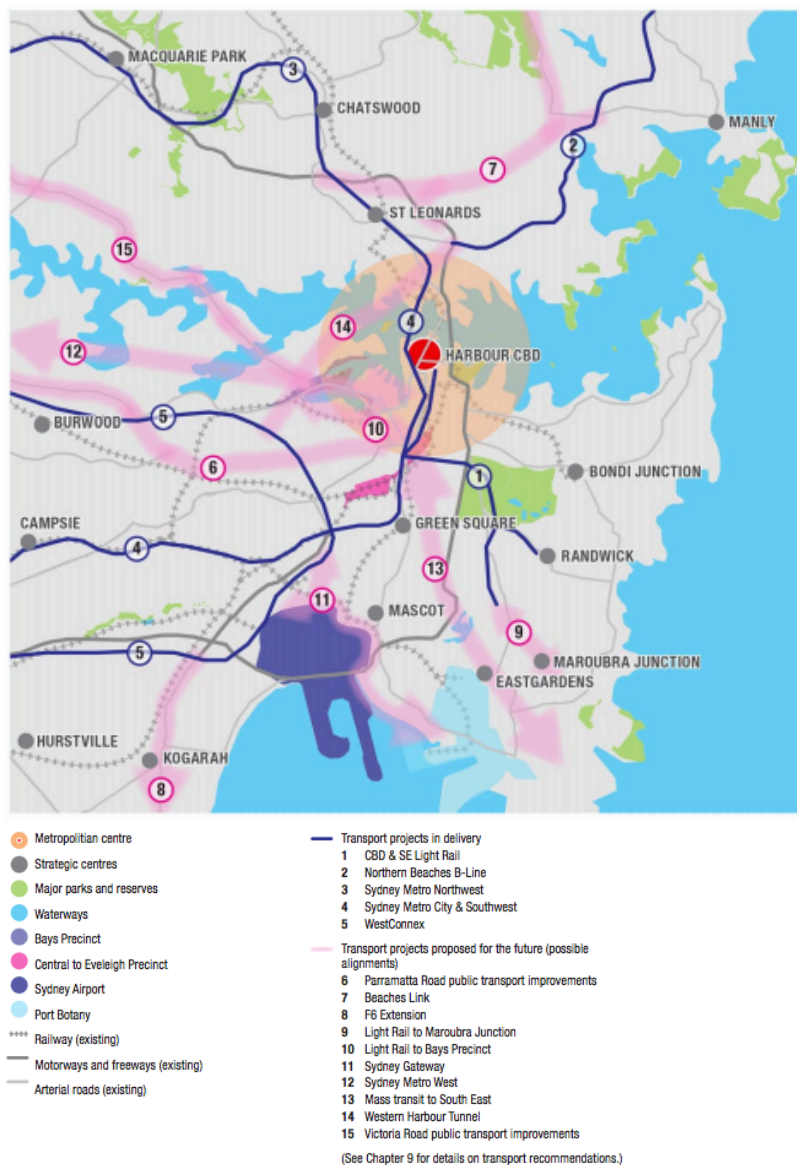 MACQUARIE PARK
3
CHATSWOOD
MANLY
2
7
ST LEONARDS
15
14
4
12
HARBOUR CBD
5
BURWOOD
10
6
1
BONDI JUNCTION
CAMPSIE
GREEN SQUARE
4
RANDWICK
13
11
MASCOT
9
5
MAROUBRA JUNCTION
EASTGARDENS
HURSTVILLE
KOGARAH
8
Metropolitian centre
Strategic centres
Major parks and reserves
Waterways
Bays Precinct
Central to Eveleigh Precinct
Sydney Airport
Port Botany
Railway (existing)
Motorways and freeways (existing)
Arterial roads (existing)
Transport projects in delivery
1 CBD & SE Light Rail
2 Northern Beaches B-Line
3 Sydney Metro Northwest
4 Sydney Metro City & Southwest
5 WestConnex
Transport projects proposed for the future (possible
alignments)
6 Parramatta Road public transport improvements
7 Beaches Link
8 F6 Extension
9 Light Rail to Maroubra Junction
10 Light Rail to Bays Precinct
11 Sydney Gateway
12 Sydney Metro West
13 Mass transit to South East
14 Western Harbour Tunnel
15 Victoria Road public transport improvements
(See Chapter 9 for details on transport recommendations.)